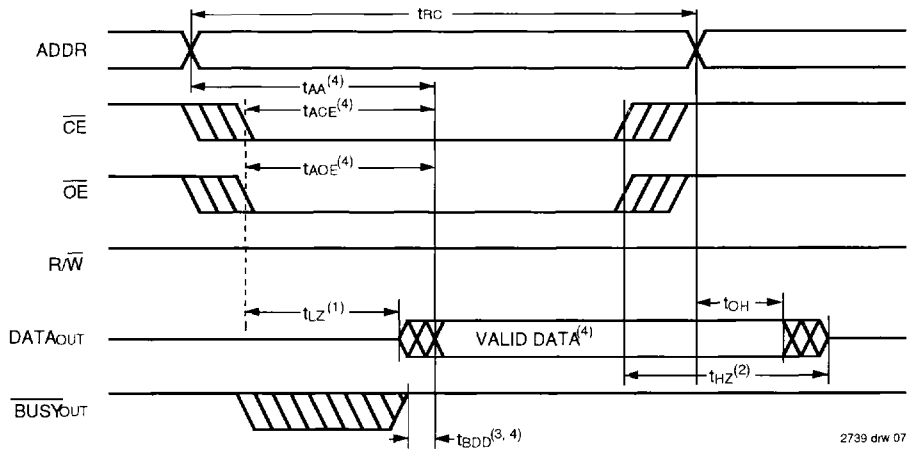 tRC
ADDR
tAA(4)
tACE(4)
CE
tAOE(4)
OE
R/W
tLZ(1)
tOH
DATAOUT
VALID DATA(4)
tHZ(2)
BUSYOUT
tBDD(3, 4)
2739 drw 07